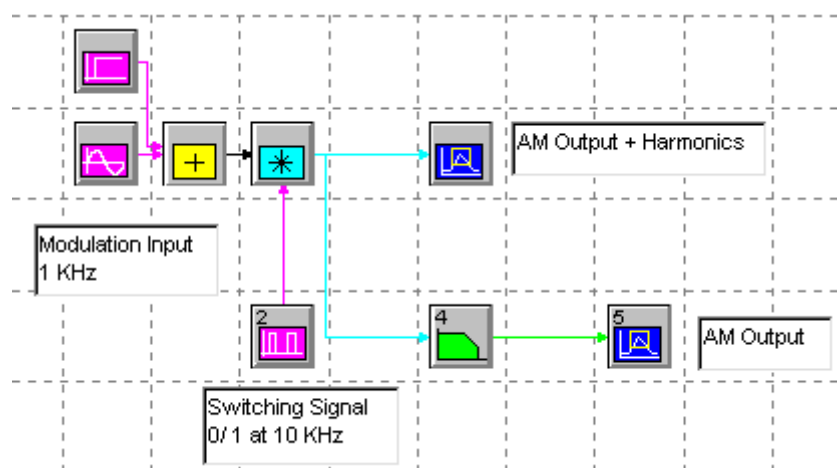 AM Output + Harmonics
Modulation Input
1 KHz
2
4
5
AM Output
Switching Signal
0/1 at 10 KHz